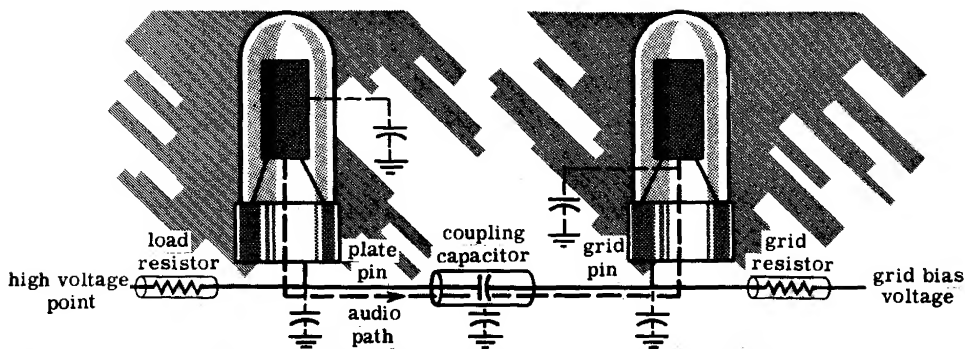 load
resistor
plate
pin
coupling
capacitor
grid
pin
grid
resistor
high voltage
point
audio
path
grid bias
voltage